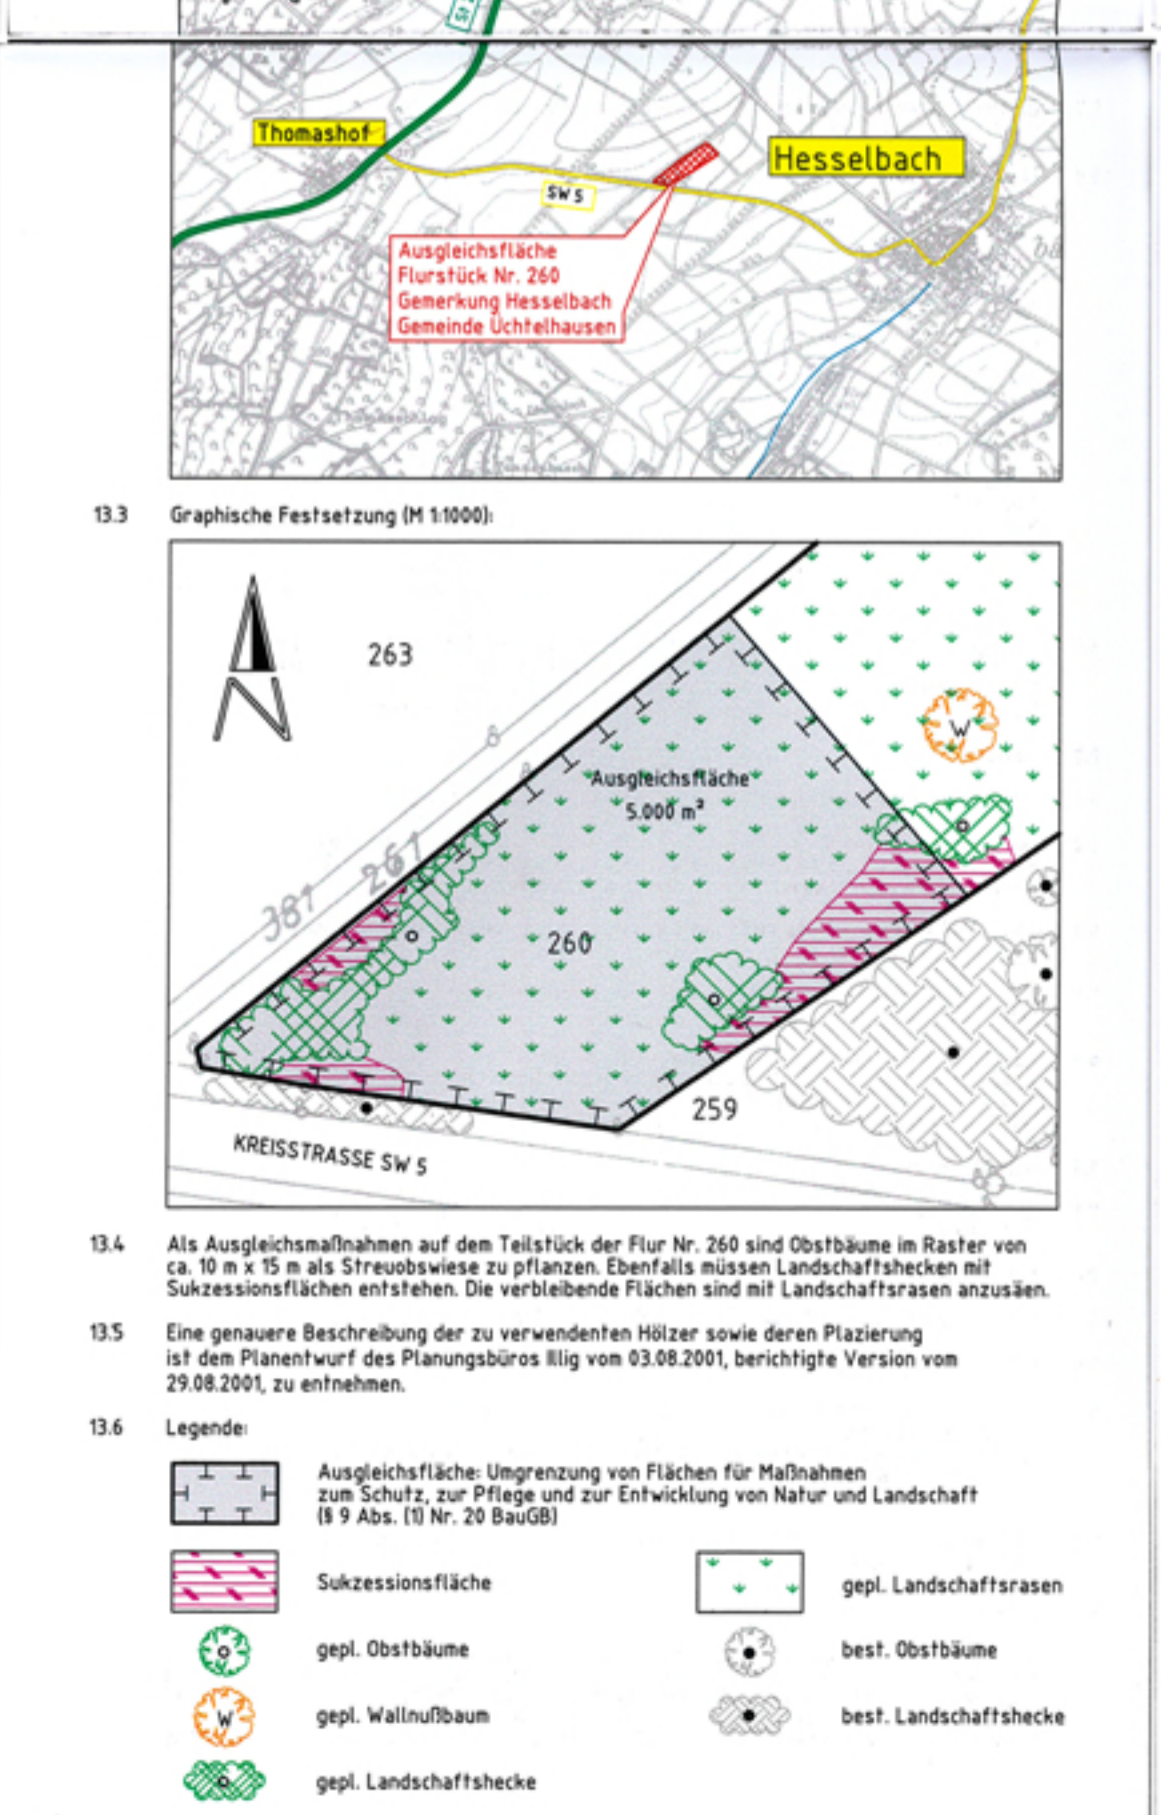 St
Thomashof
Hesselbach
SW 5
Ausgleichsfläche
Flurstück Nr. 260
Gemerkung Hesselbach
Gemeinde Üchtelhausen
13.3 Graphische Festsetzung (M 1:1000):
N
263
Ausgleichsfläche
5.000 m²
W
381 261
260
259
KREISSTRASSE SW 5
13.4 Als Ausgleichsmaßnahmen auf dem Teilstück der Flur Nr. 260 sind Obstbäume im Raster von
ca. 10 m x 15 m als Streuobswiese zu pflanzen. Ebenfalls müssen Landschaftshecken mit
Sukzessionsflächen entstehen. Die verbleibende Flächen sind mit Landschaftsrasen anzusäen.
13.5 Eine genauere Beschreibung der zu verwendenten Hölzer sowie deren Plazierung
ist dem Planentwurf des Planungsbüros Illig vom 03.08.2001, berichtigte Version vom
29.08.2001, zu entnehmen.
13.6 Legende:
Ausgleichsfläche: Umgrenzung von Flächen für Maßnahmen
zum Schutz, zur Pflege und zur Entwicklung von Natur und Landschaft
(§ 9 Abs. (1) Nr. 20 BauGB)
Sukzessionsfläche
gepl. Landschaftsrasen
gepl. Obstbäume
best. Obstbäume
W gepl. Wallnußbaum
best. Landschaftshecke
gepl. Landschaftshecke